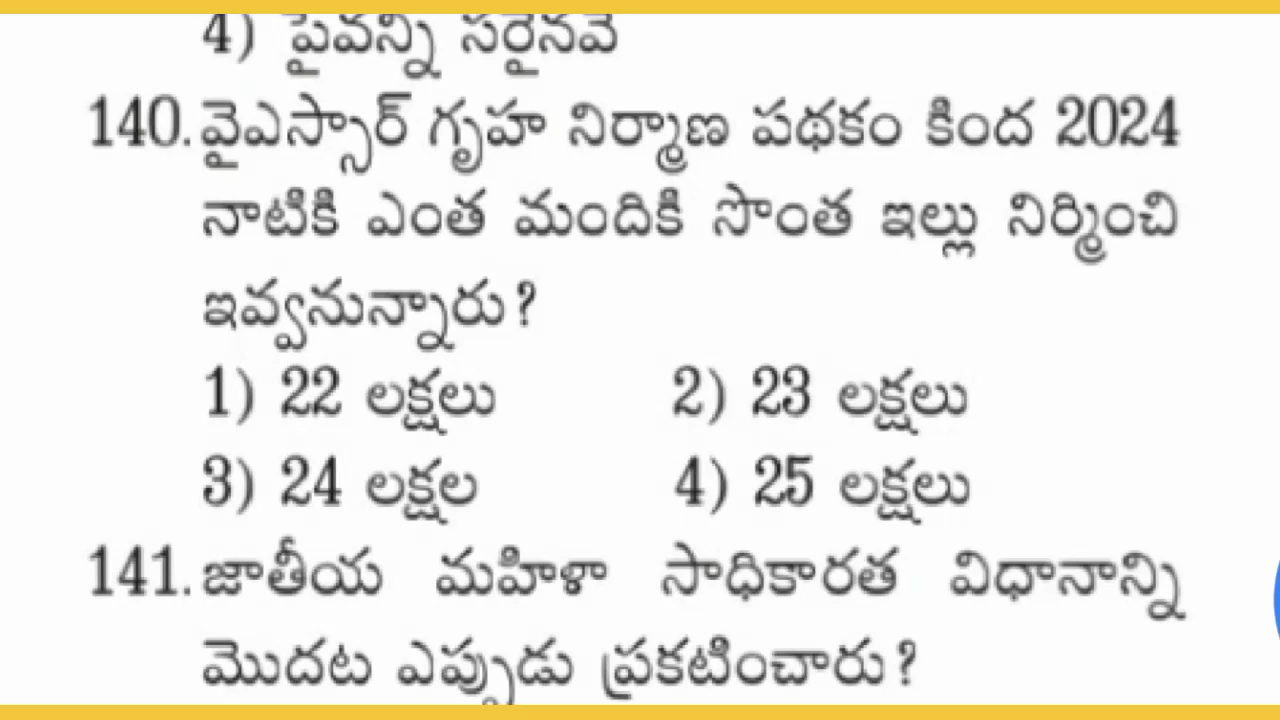 4) పైవన్ని సరైనవే
140. వైఎస్సార్ గృహ నిర్మాణ పథకం కింద 2024
నాటికి ఎంత మందికి సొంత ఇల్లు నిర్మించి
ఇవ్వనున్నారు?
1) 22 లక్షలు 2) 23 లక్షలు
3) 24 లక్షల 4) 25 లక్షలు
141. జాతీయ మహిళా సాధికారత విధానాన్ని
మొదట ఎప్పుడు ప్రకటించారు?